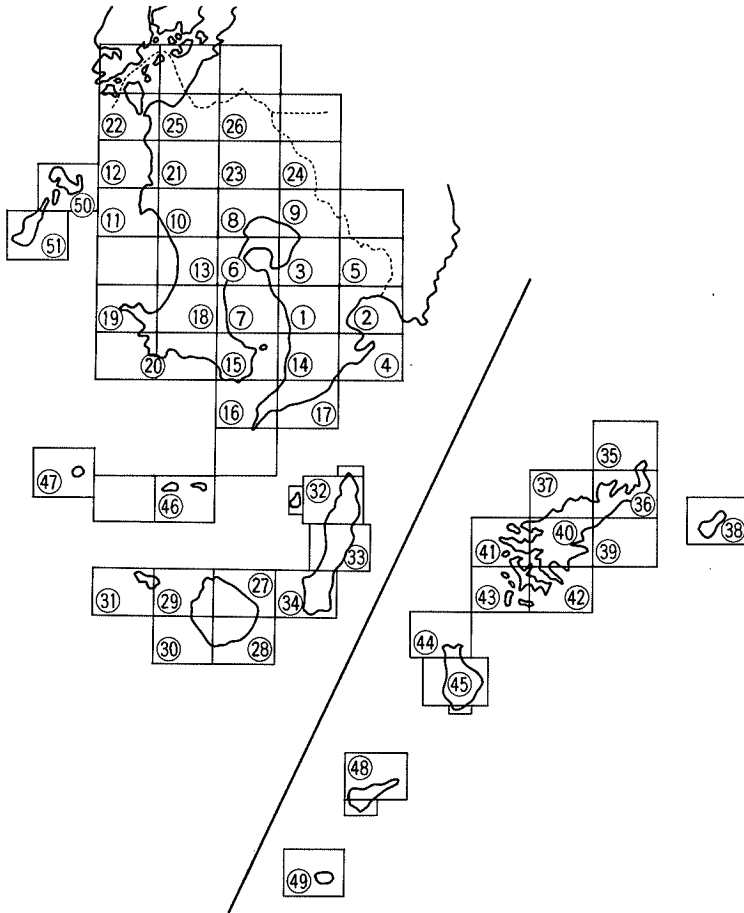 ㉒ ㉕ ㉖
⑫ ㉑ ㉓ ㉔
㊿ ⑪ ⑩ ⑧ ⑨
51 ⑬ ⑥ ③ ⑤
⑲ ⑱ ⑦ ① ②
⑳ ⑮ ⑭ ④
⑯ ⑰
㊼ ㊻ ㉜
㉝
㉛ ㉙ ㉗ ㉞
㉚ ㉘
㉟
㊲ ㊱
㊶ ㊵ ㊴ ㊳
㊸ ㊷
㊹
㊺
㊽
㊾